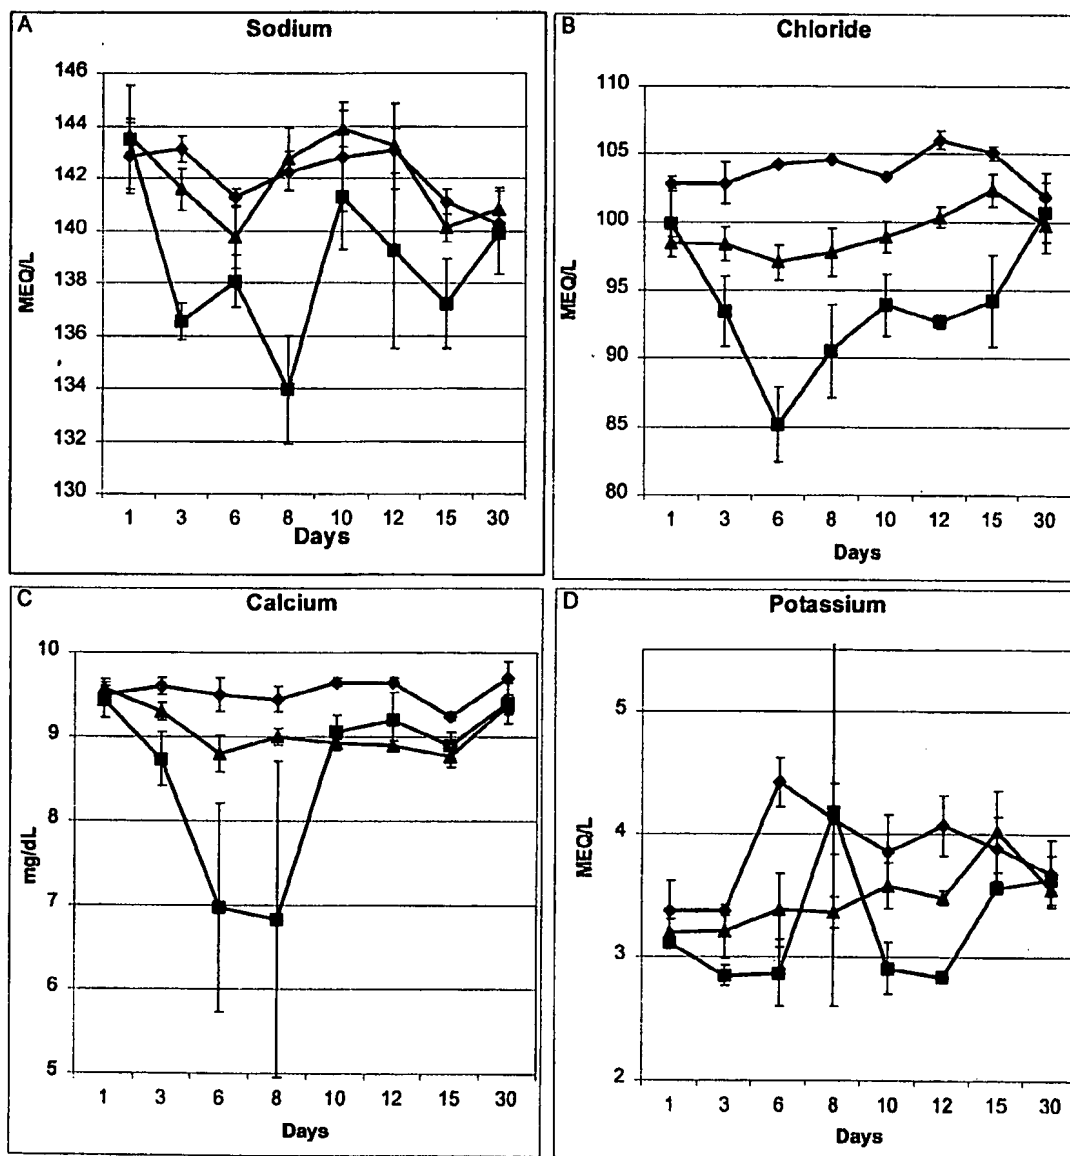 A
Sodium
146
144
142
140
138
136
134
132
130
MEQ/L
1 3 6 8 10 12 15 30
Days
B
Chloride
110
105
100
95
90
85
80
MEQ/L
1 3 6 8 10 12 15 30
Days
C
Calcium
10
9
8
7
6
5
mg/dL
1 3 6 8 10 12 15 30
Days
D
Potassium
5
4
3
2
MEQ/L
1 3 6 8 10 12 15 30
Days